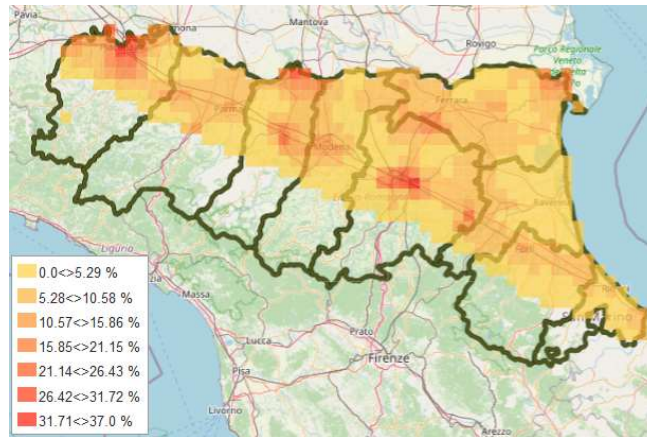 Pavia
Mantova
Rovigo
Parco Regionale
Veneto
Ferrara
Parma
Modena
Ravenna
Liguria
Massa
San Marino
Prato
Lucca
Firenze
Pisa
Livorno
Arezzo
0.0<>5.29 %
5.28<>10.58 %
10.57<>15.86 %
15.85<>21.15 %
21.14<>26.43 %
26.42<>31.72 %
31.71<>37.0 %